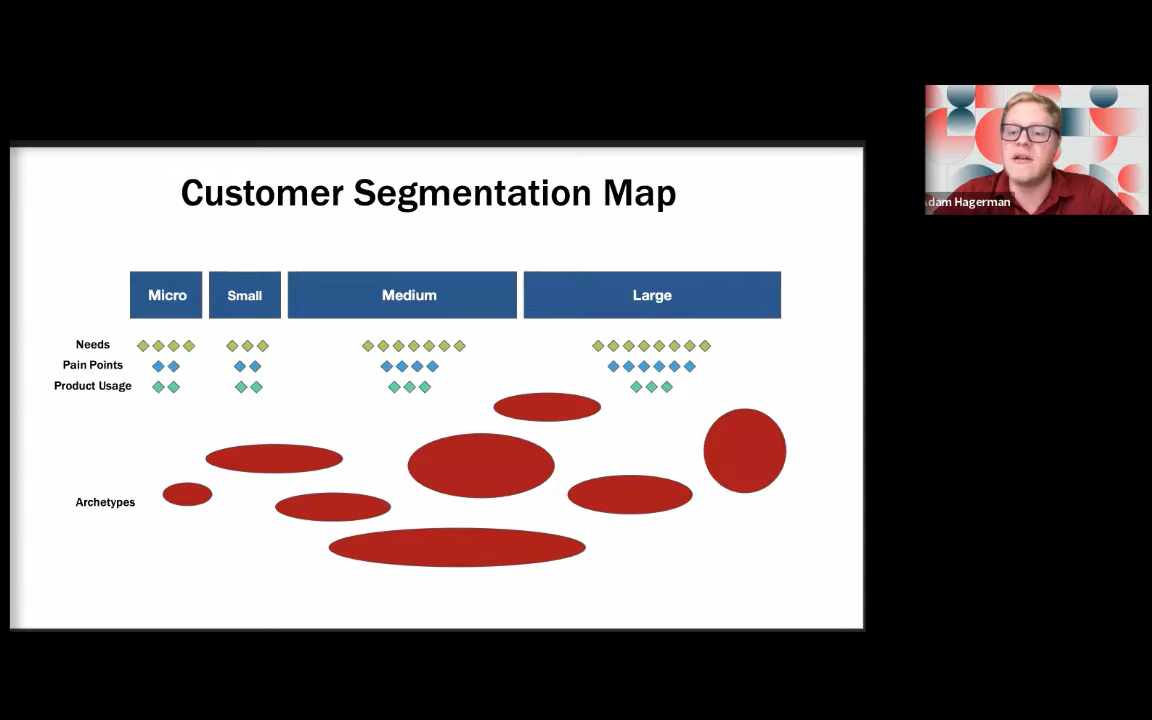 Customer Segmentation Map
Micro Small Medium Large
Needs
Pain Points
Product Usage
Archetypes
dam Hagerman